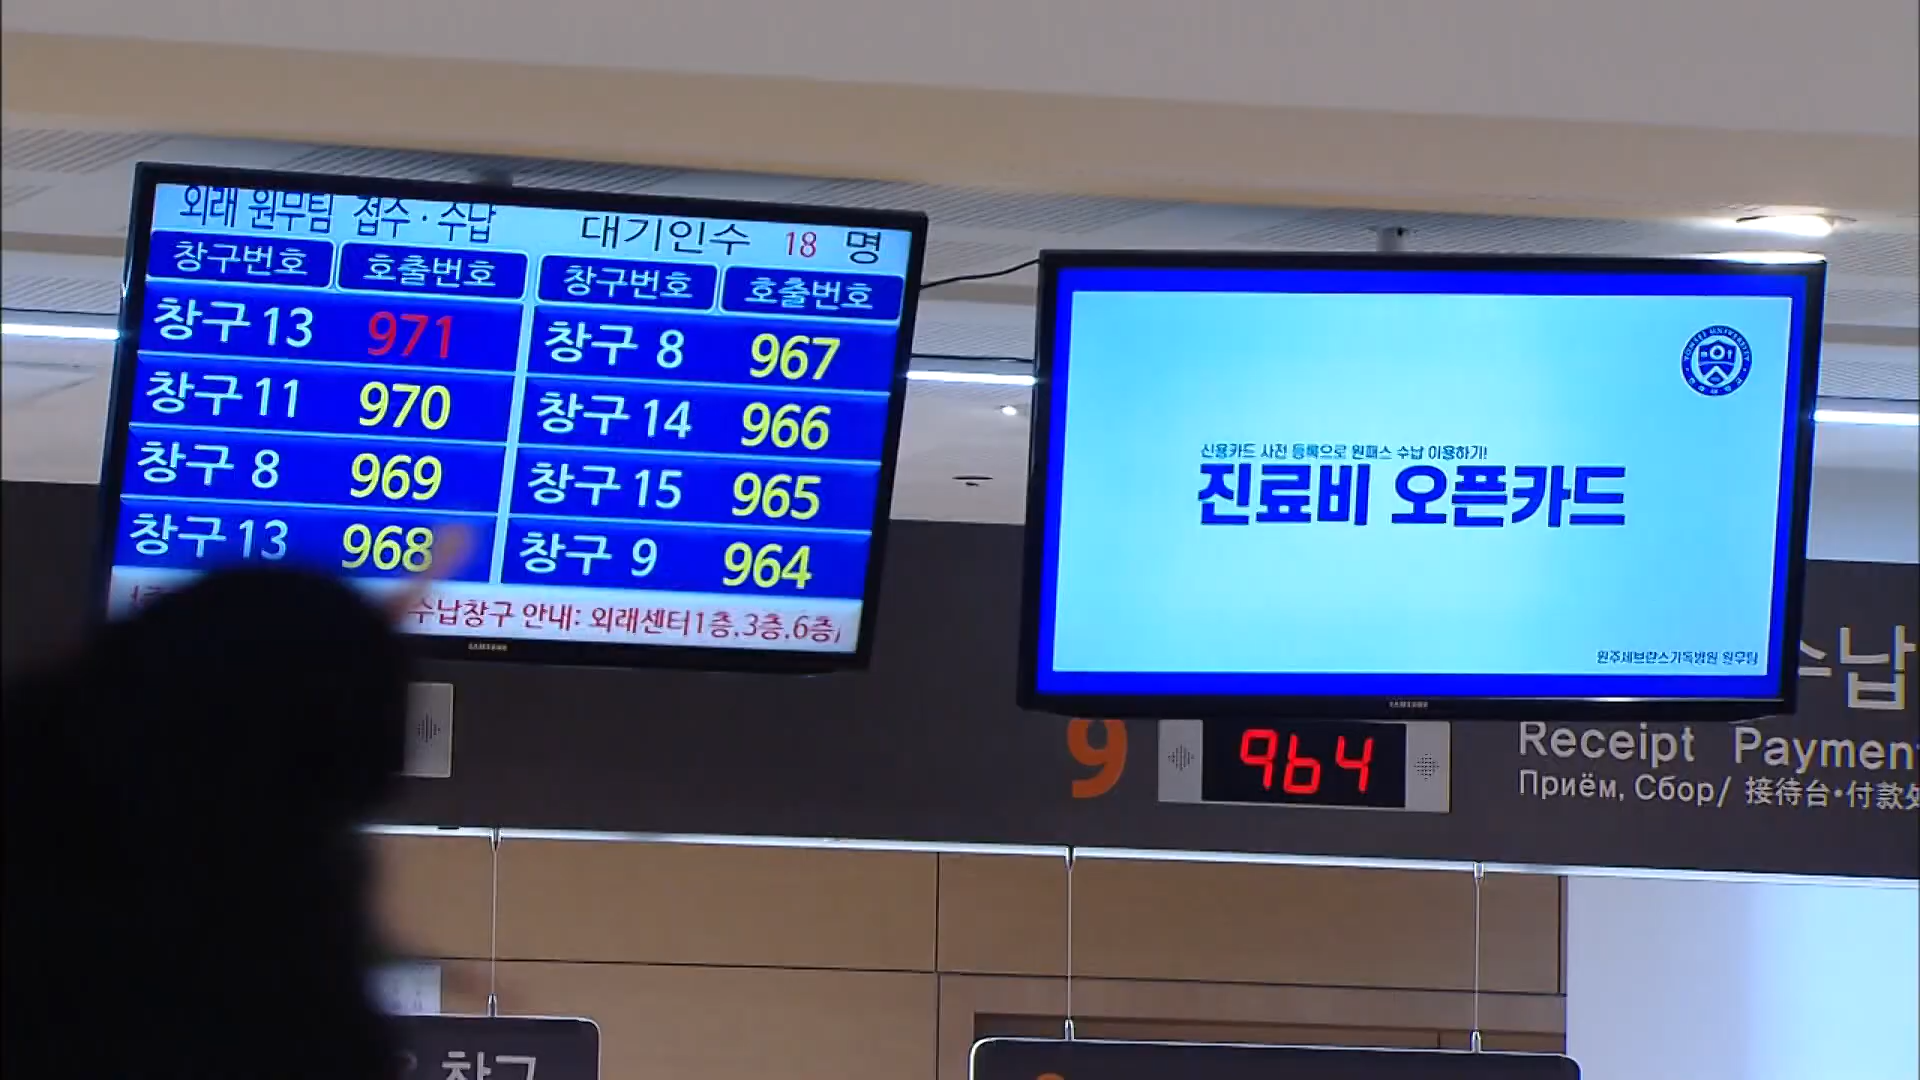 외래 원무팀 접수 · 수납 대기인수 18 명
창구번호 호출번호 창구번호 호출번호
창구 13 971 창구 8 967
창구 11 970 창구 14 966
창구 8 969 창구 15 965
창구 13 968 창구 9 964
수납창구 안내: 외래센터1층,3층,6층
SAMSUNG
신용카드 사전 등록으로 원패스 수납 이용하기!
진료비 오픈카드
원주세브란스기독병원 원무팀
SAMSUNG
수납
9 964
Receipt Payment
Приём, Сбор/ 接待台•付款处
창구